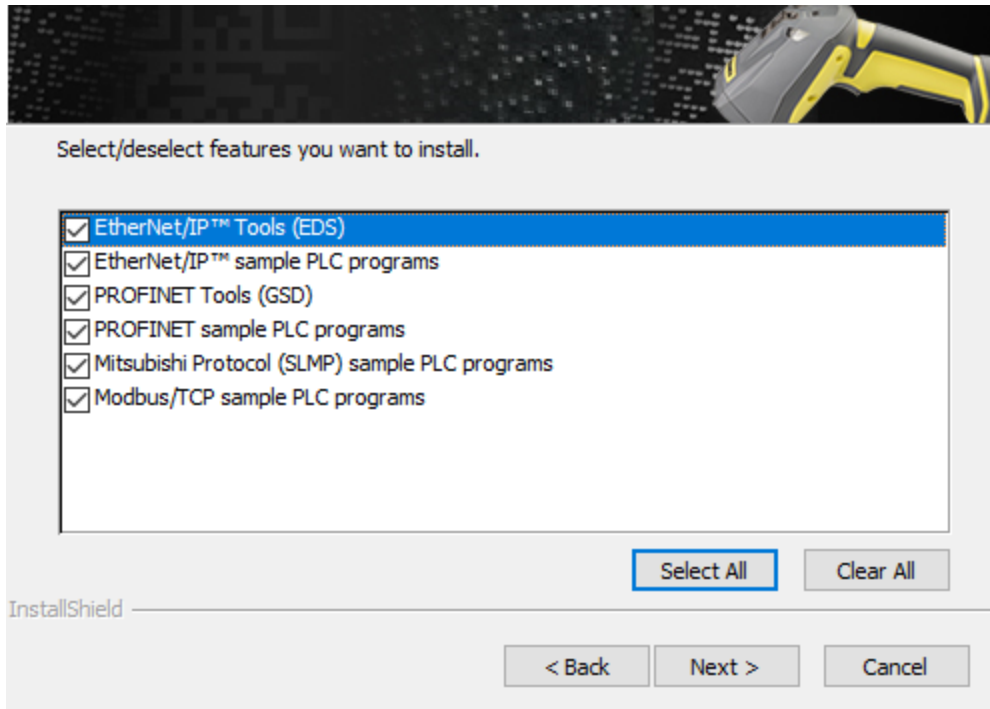 Select/deselect features you want to install.
EtherNet/IP™ Tools (EDS)
EtherNet/IP™ sample PLC programs
PROFINET Tools (GSD)
PROFINET sample PLC programs
Mitsubishi Protocol (SLMP) sample PLC programs
Modbus/TCP sample PLC programs
Select All
Clear All
InstallShield
< Back
Next >
Cancel